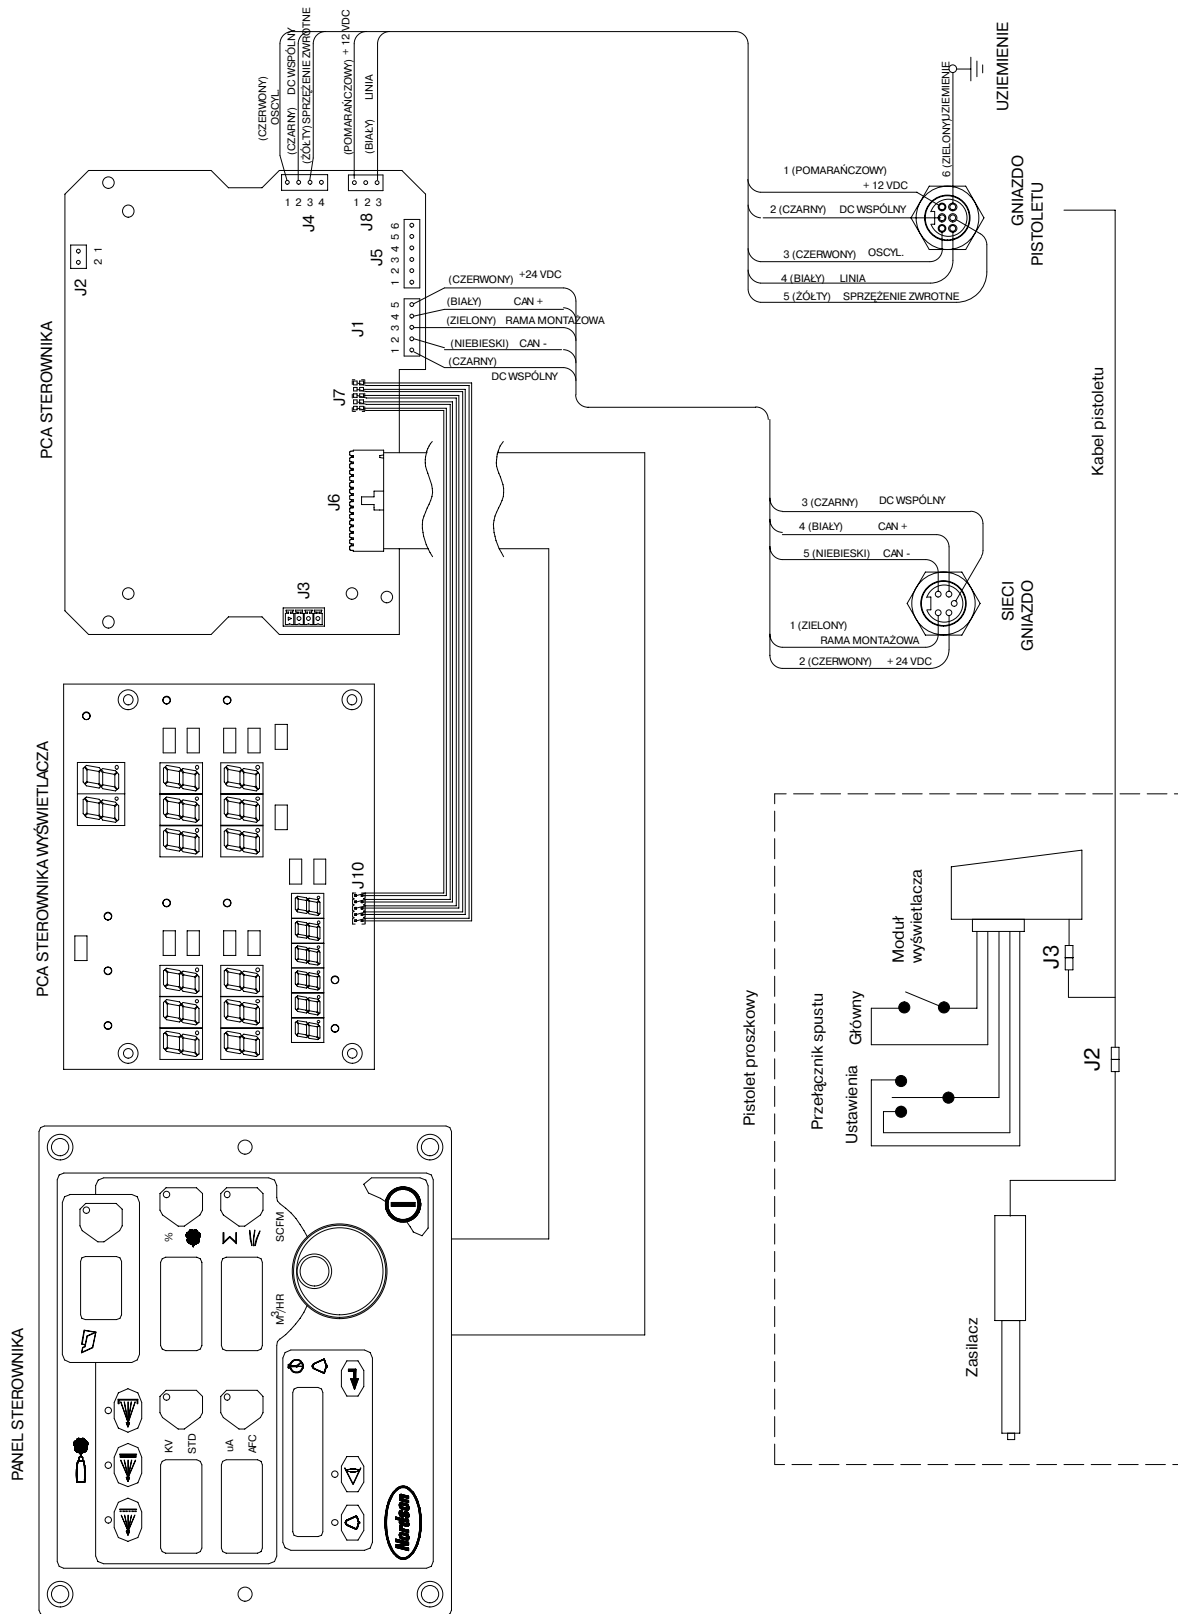 PANEL STEROWNIKA
KV
STD
uA
AFC
%
M³/HR
SCFM
Nordson
PCA STEROWNIKA WYŚWIETLACZA
J10
PCA STEROWNIKA
J2
2 1
J3
J6
J7
J1
1 2 3 4 5
J5
1 2 3 4 5 6
J4
1 2 3 4
J8
1 2 3
(CZERWONY)
OSCYL.
(CZARNY) DC WSPÓLNY
(ŻÓŁTY) SPRZĘŻENIE ZWROTNE
(POMARAŃCZOWY) + 12 VDC
(BIAŁY) LINIA
(CZERWONY) +24 VDC
(BIAŁY) CAN +
(ZIELONY) RAMA MONTAŻOWA
(NIEBIESKI) CAN -
(CZARNY)
DC WSPÓLNY
1 (POMARAŃCZOWY)
+ 12 VDC
2 (CZARNY) DC WSPÓLNY
3 (CZERWONY) OSCYL.
4 (BIAŁY) LINIA
5 (ŻÓŁTY) SPRZĘŻENIE ZWROTNE
6 (ZIELONY) UZIEMIENIE
UZIEMIENIE
GNIAZDO
PISTOLETU
3 (CZARNY) DC WSPÓLNY
4 (BIAŁY) CAN +
5 (NIEBIESKI) CAN -
1 (ZIELONY)
RAMA MONTAŻOWA
2 (CZERWONY) + 24 VDC
SIECI
GNIAZDO
Kabel pistoletu
Pistolet proszkowy
Przełącznik spustu
Ustawienia
Główny
Moduł
wyświetlacza
J3
J2
Zasilacz